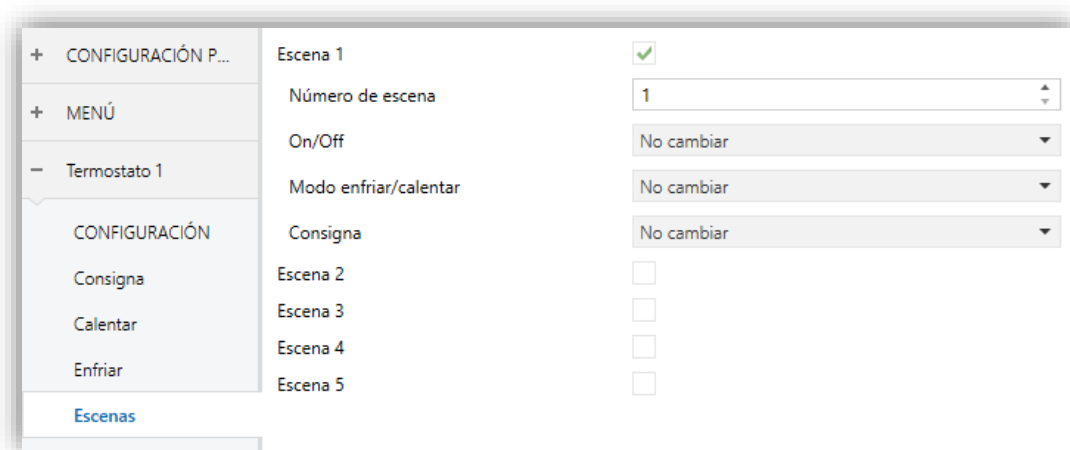 CONFIGURACIÓN P...
MENÚ
Termostato 1
CONFIGURACIÓN
Consigna
Calentar
Enfriar
Escenas
Escena 1
Número de escena 1
On/Off No cambiar
Modo enfriar/calentar No cambiar
Consigna No cambiar
Escena 2
Escena 3
Escena 4
Escena 5